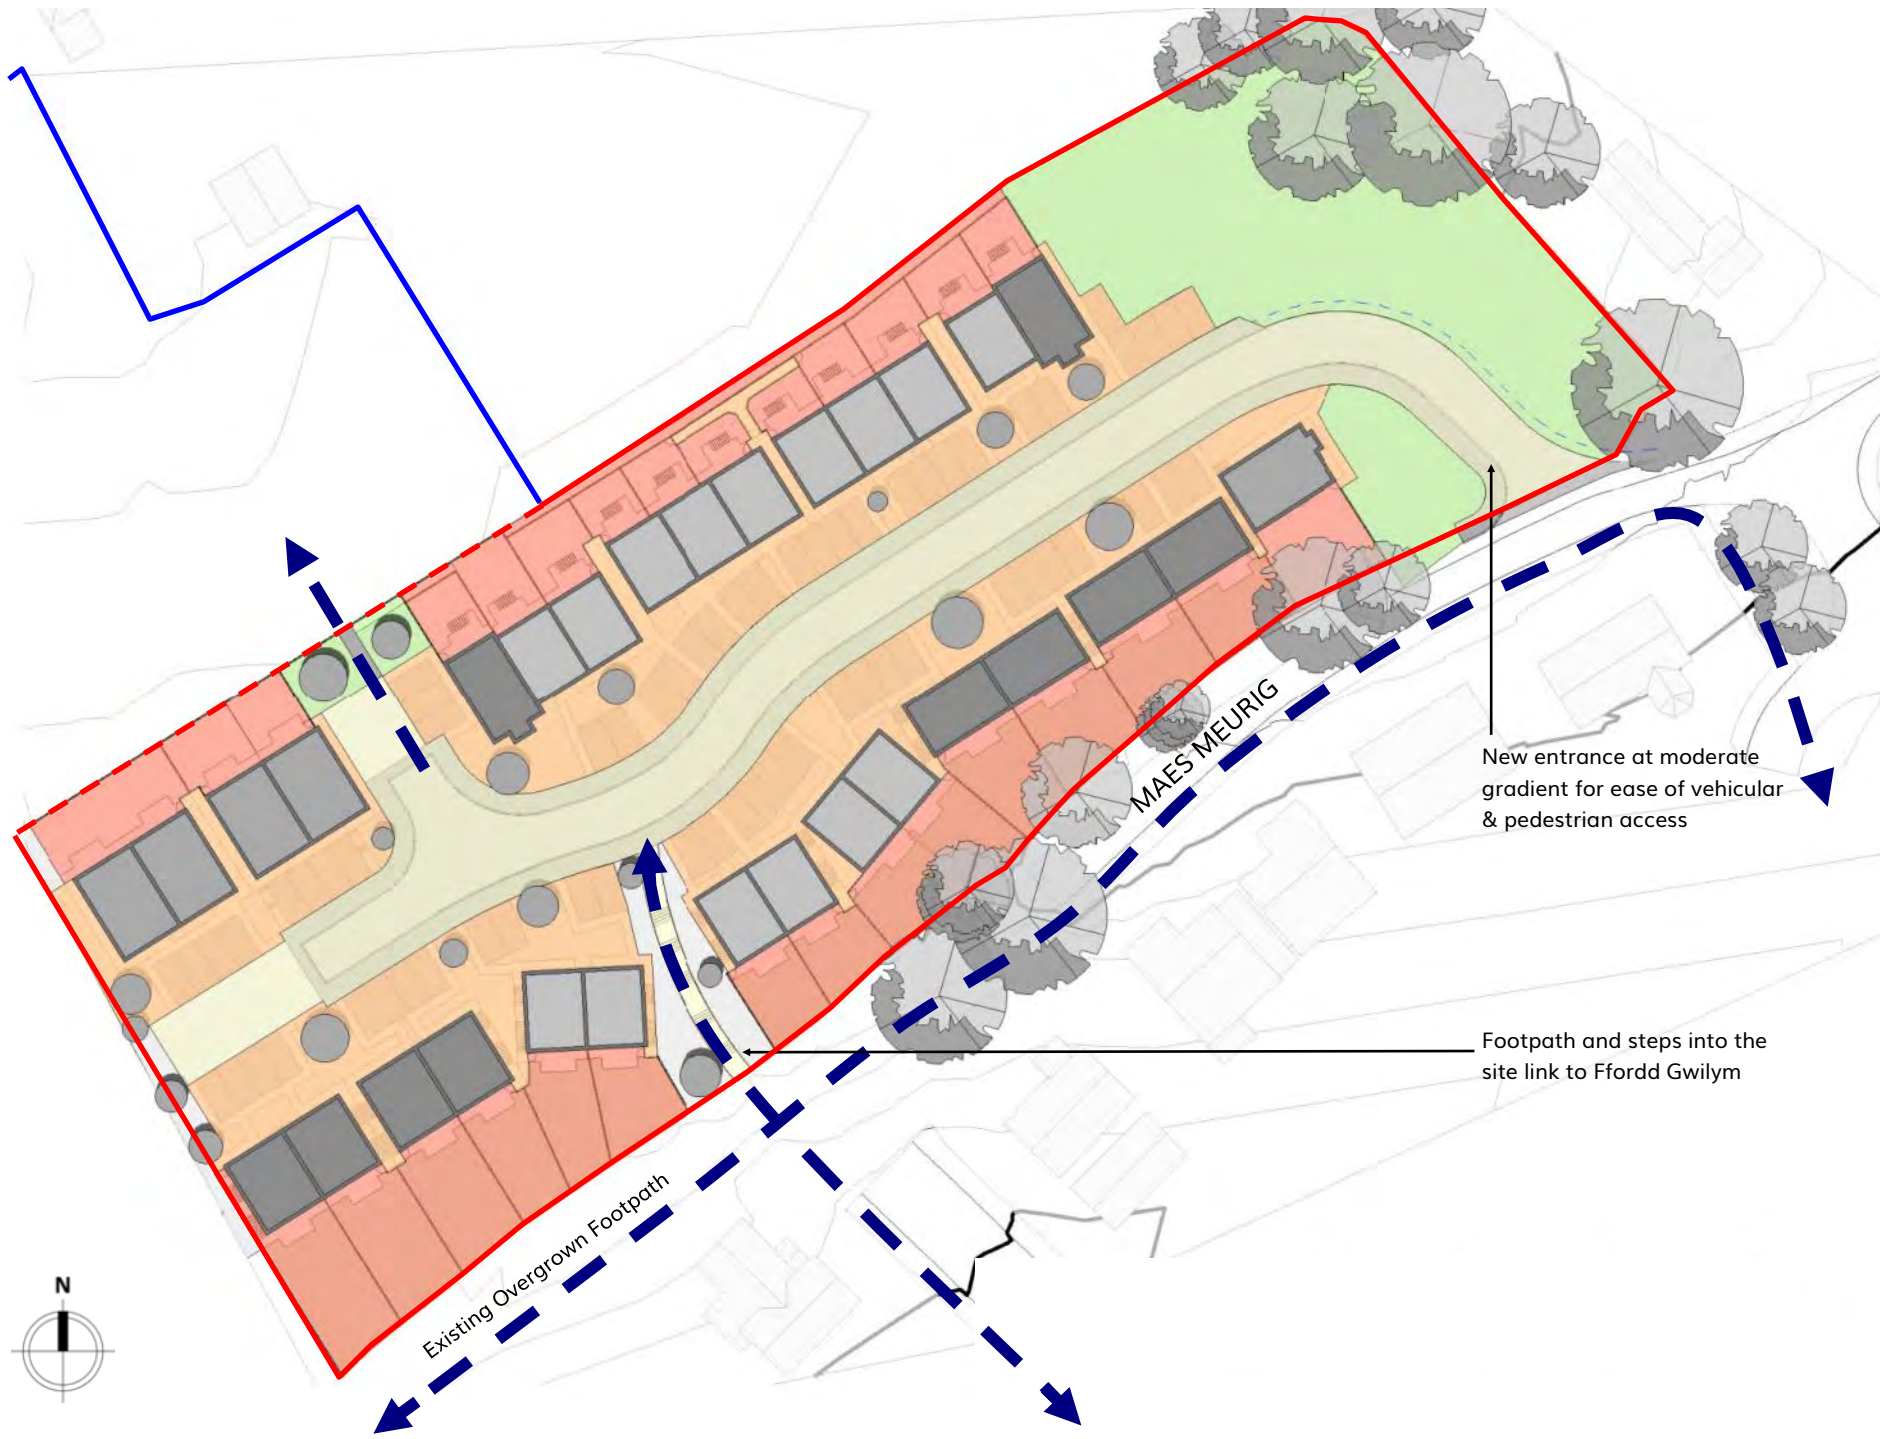 MAES MEURIG
New entrance at moderate
gradient for ease of vehicular
& pedestrian access
Footpath and steps into the
site link to Ffordd Gwilym
Existing Overgrown Footpath
N